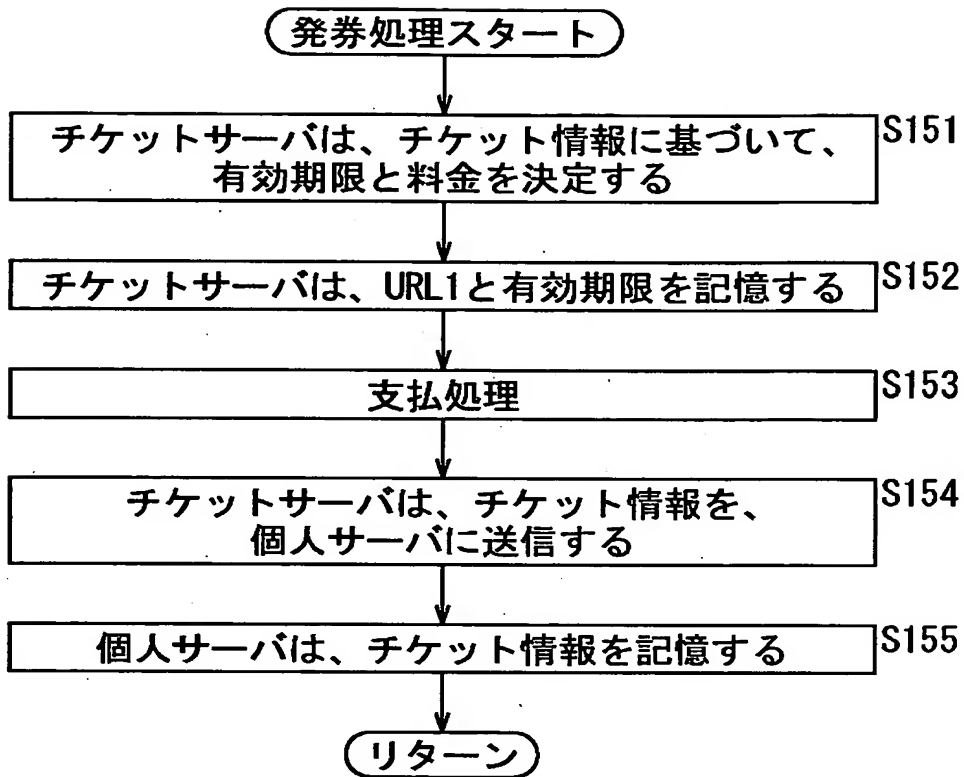 発券処理スタート
チケットサーバは、チケット情報に基づいて、
有効期限と料金を決定する
S151
チケットサーバは、URL1と有効期限を記憶する
S152
支払処理
S153
チケットサーバは、チケット情報を、
個人サーバに送信する
S154
個人サーバは、チケット情報を記憶する
S155
リターン